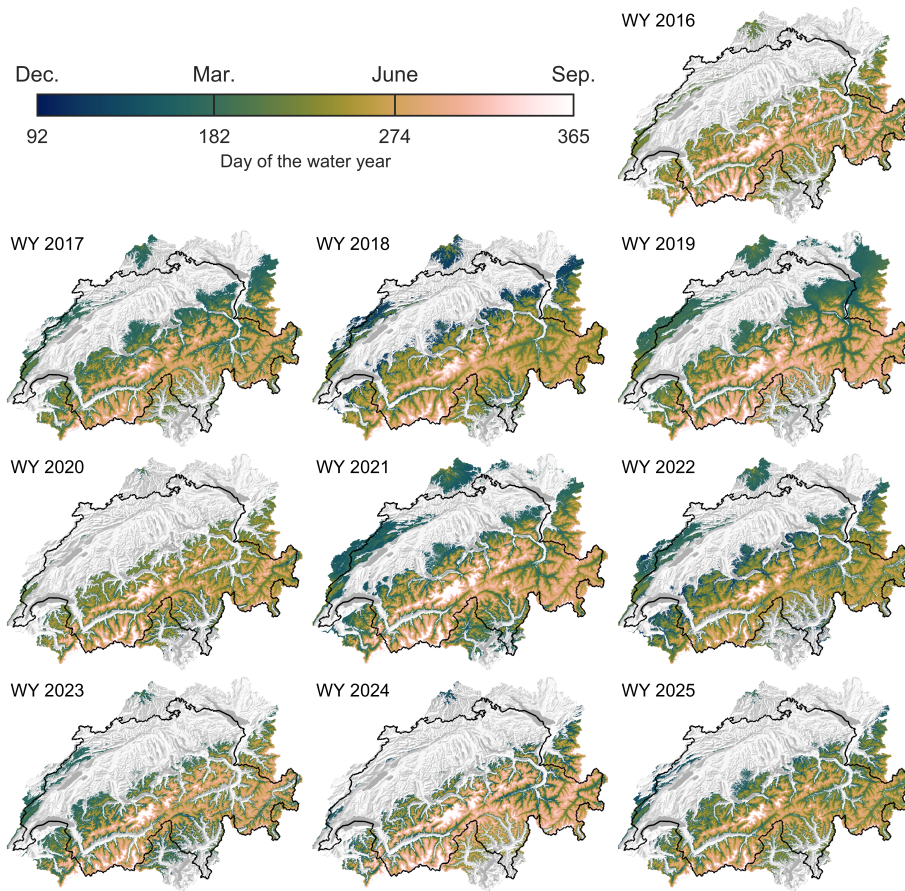 WY 2016
Dec. Mar. June Sep.
92 182 274 365
Day of the water year
WY 2017 WY 2018 WY 2019
WY 2020 WY 2021 WY 2022
WY 2023 WY 2024 WY 2025